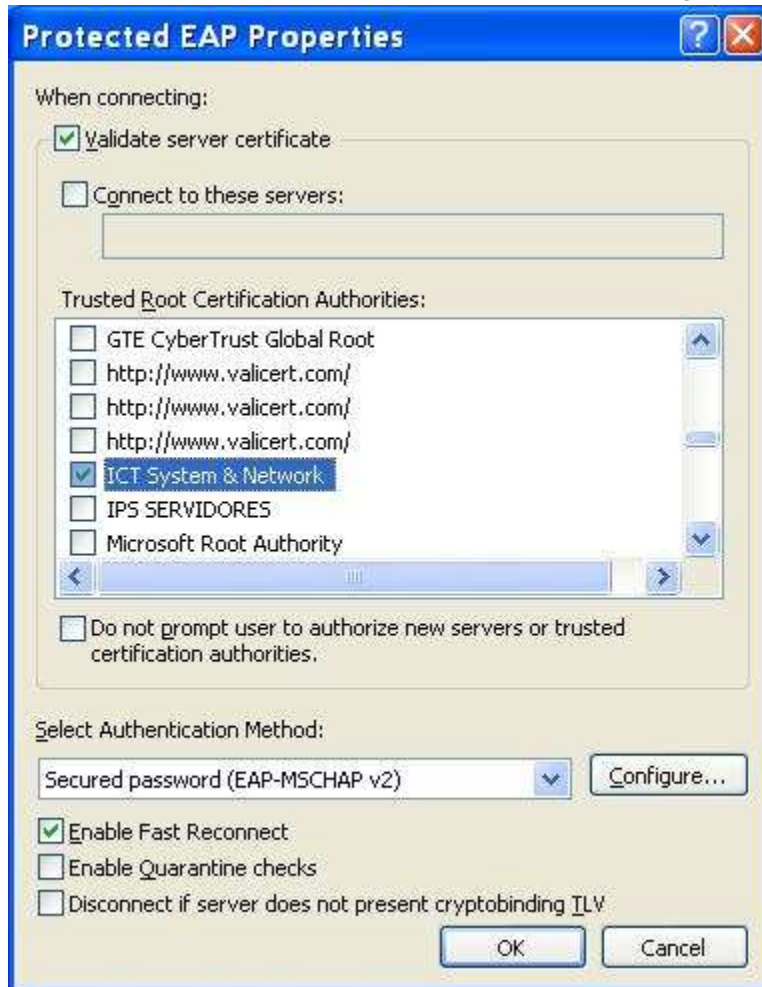 Protected EAP Properties
When connecting:
Validate server certificate
Connect to these servers:
Trusted Root Certification Authorities:
GTE CyberTrust Global Root
http://www.valicert.com/
http://www.valicert.com/
http://www.valicert.com/
ICT System & Network
IPS SERVIDORES
Microsoft Root Authority
Do not prompt user to authorize new servers or trusted
certification authorities.
Select Authentication Method:
Secured password (EAP-MSCHAP v2)
Configure...
Enable Fast Reconnect
Enable Quarantine checks
Disconnect if server does not present cryptobinding TLV
OK
Cancel